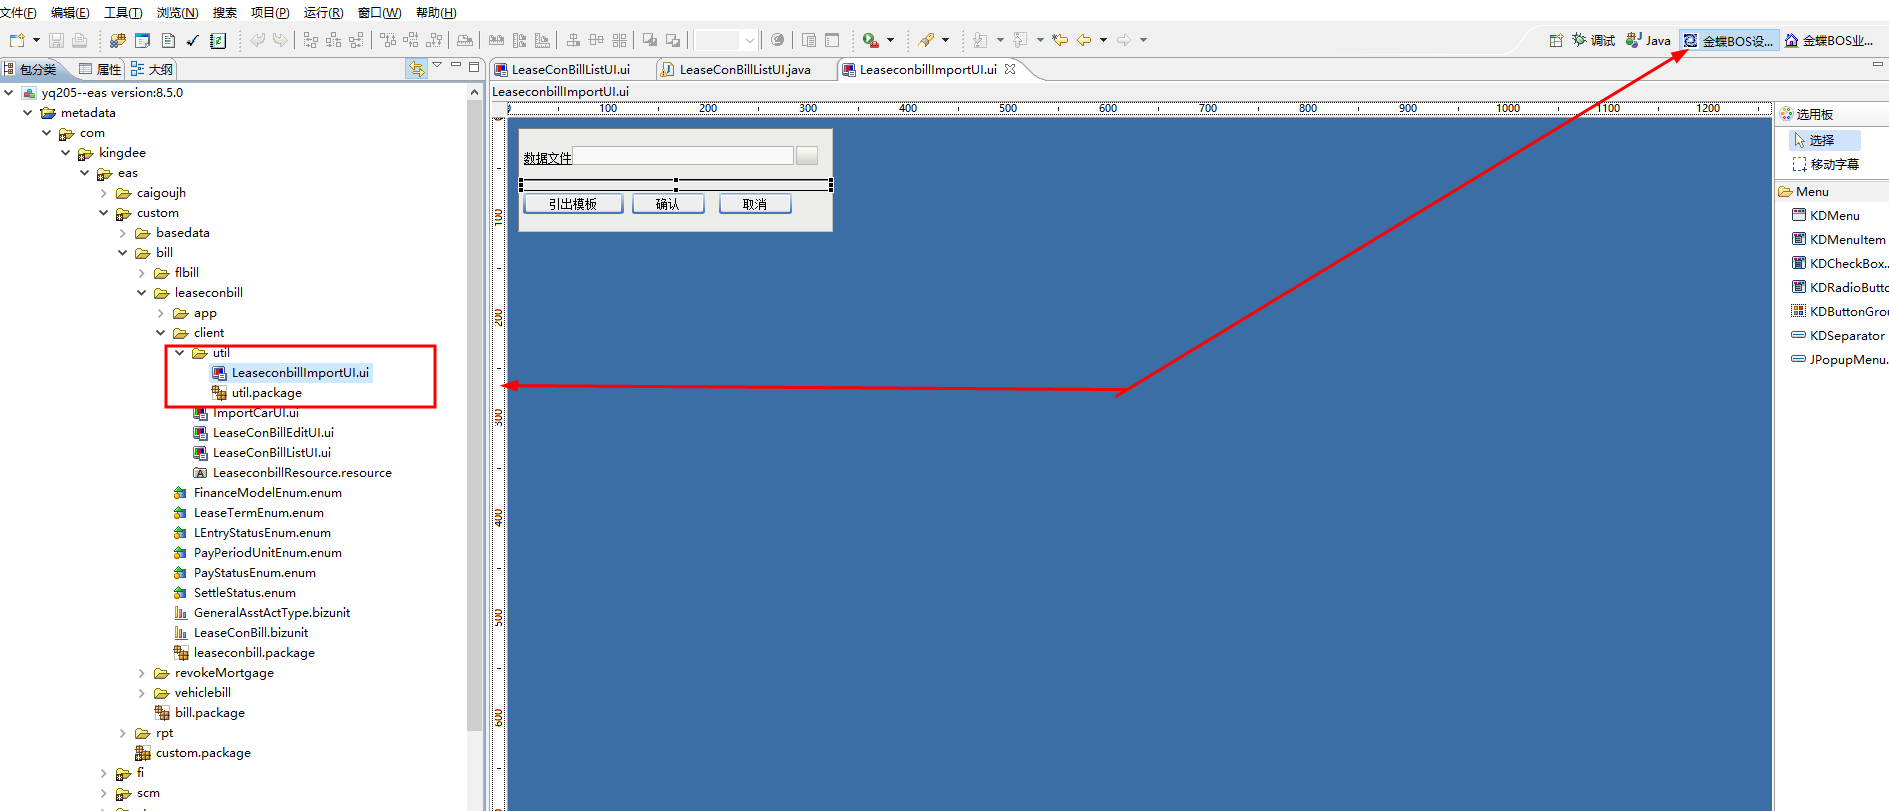 文件(F) 编辑(E) 工具(T) 浏览(N) 搜索 项目(P) 运行(R) 窗口(W) 帮助(H)
调试 Java 金蝶BOS设... 金蝶BOS业...
包分类 属性 大纲
LeaseConBillListUI.ui LeaseConBillListUI.java LeaseconbillImportUI.ui
LeaseconbillImportUI.ui
0 100 200 300 400 500 600 700 800 900 1000 1100 1200
100
200
300
400
500
600
yq205--eas version:8.5.0
metadata
com
kingdee
eas
caigoujh
custom
basedata
bill
flbill
leaseconbill
app
client
util
LeaseconbillImportUI.ui
util.package
ImportCarUI.ui
LeaseConBillEditUI.ui
LeaseConBillListUI.ui
LeaseconbillResource.resource
FinanceModelEnum.enum
LeaseTermEnum.enum
LEntryStatusEnum.enum
PayPeriodUnitEnum.enum
PayStatusEnum.enum
SettleStatus.enum
GeneralAsstActType.bizunit
LeaseConBill.bizunit
leaseconbill.package
revokeMortgage
vehiclebill
bill.package
rpt
custom.package
fi
scm
数据文件
引出模板 确认 取消
选用板
选择
移动字幕
Menu
KDMenu
KDMenuItem
KDCheckBox..
KDRadioButto
KDButtonGrou
KDSeparator
JPopupMenu.